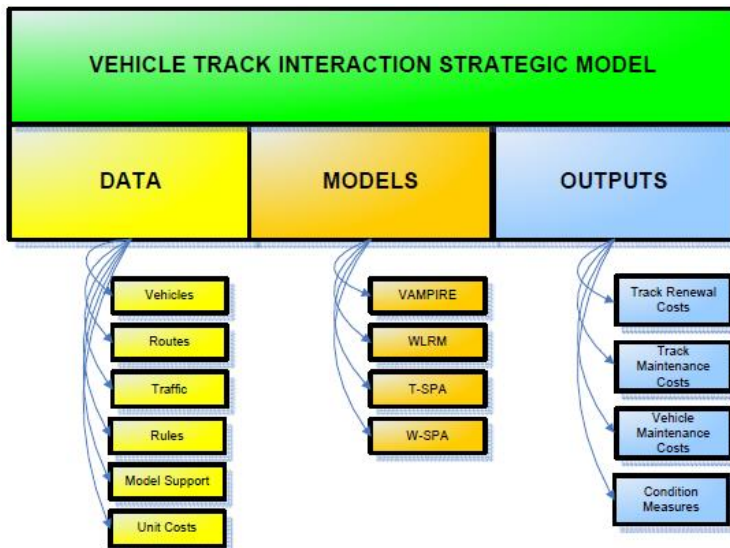 VEHICLE TRACK INTERACTION STRATEGIC MODEL
DATA
MODELS
OUTPUTS
Vehicles
Routes
Traffic
Rules
Model Support
Unit Costs
VAMPIRE
WLRM
T-SPA
W-SPA
Track Renewal
Costs
Track
Maintenance
Costs
Vehicle
Maintenance
Costs
Condition
Measures